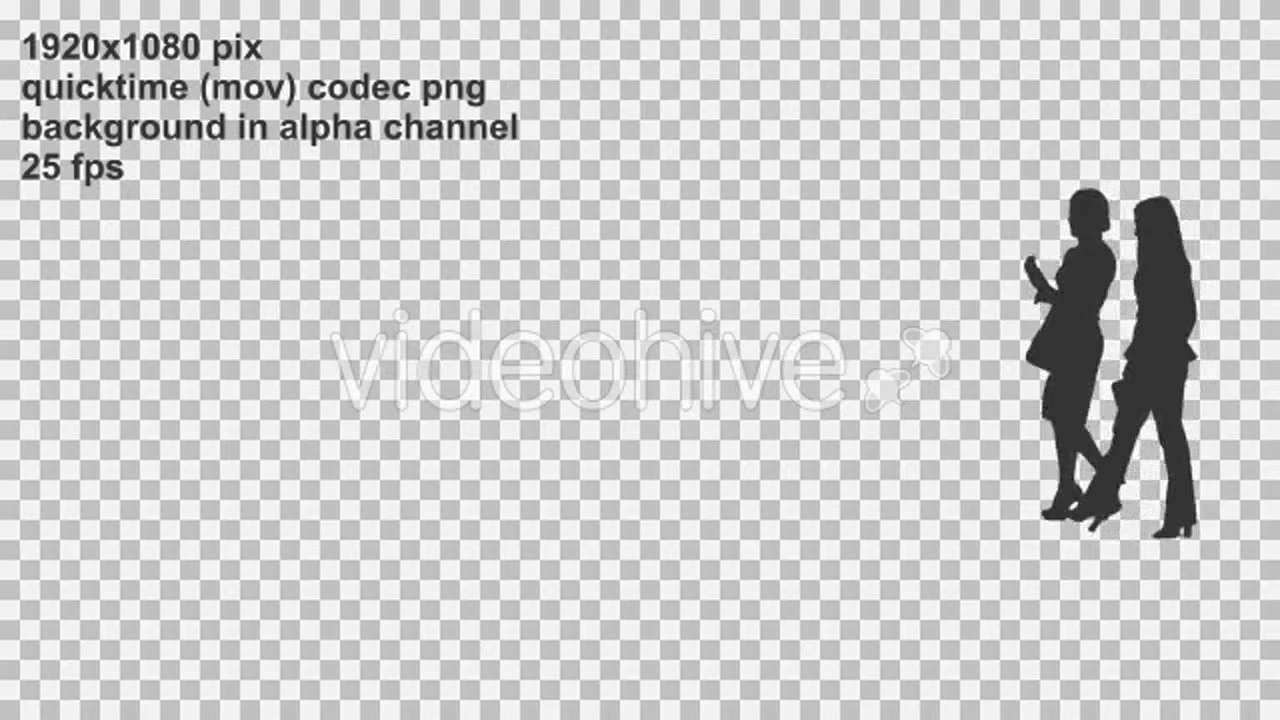 1920x1080 pix
quicktime (mov) codec png
background in alpha channel
25 fps
videohive